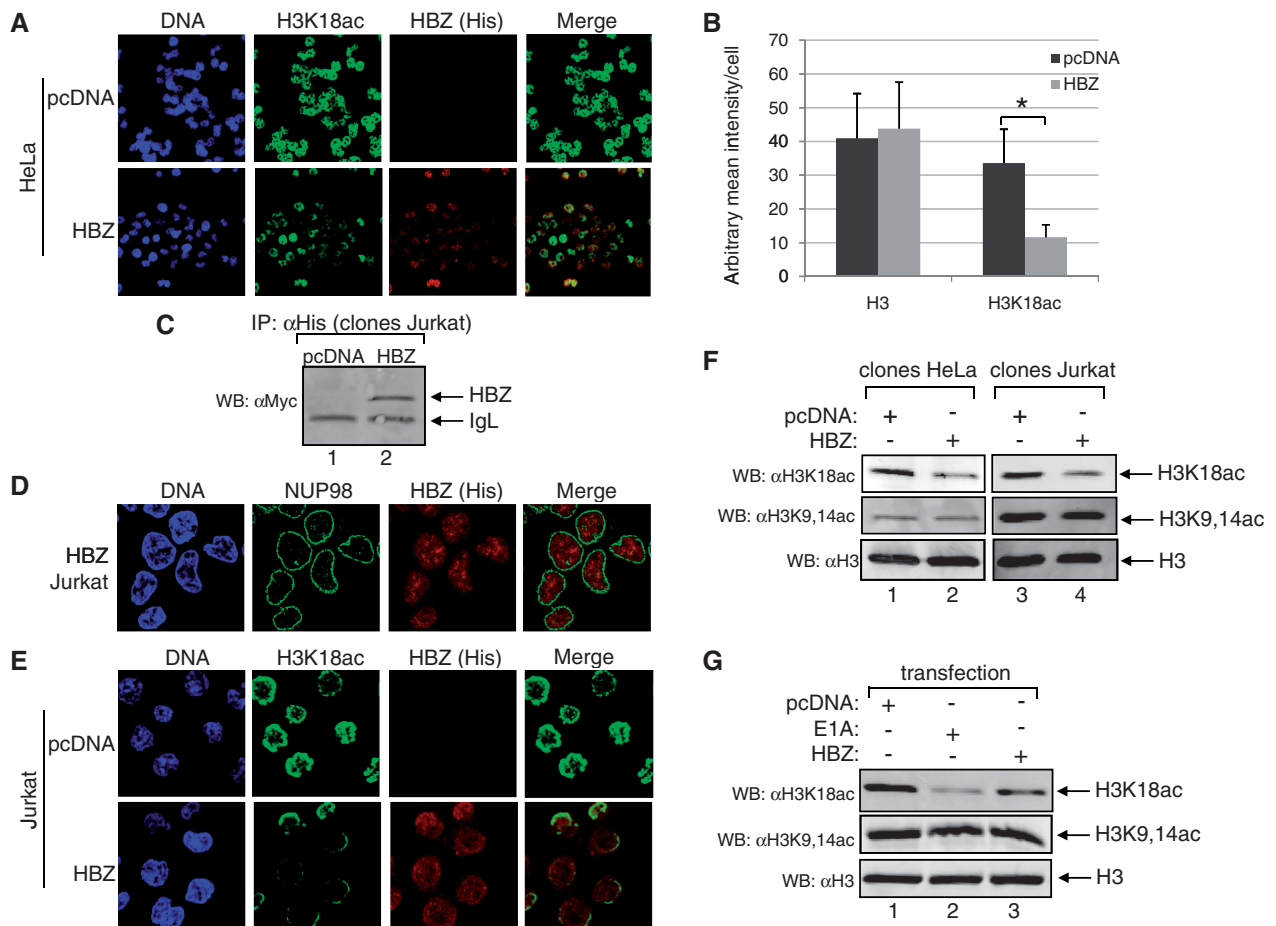 A
DNA H3K18ac HBZ (His) Merge
HeLa
pcDNA
HBZ
B
Arbitrary mean intensity/cell
70
60
50
40
30
20
10
0
pcDNA
HBZ
*
H3 H3K18ac
C
IP: αHis (clones Jurkat)
pcDNA HBZ
WB: αMyc
HBZ
IgL
1 2
D
DNA NUP98 HBZ (His) Merge
HBZ
Jurkat
E
DNA H3K18ac HBZ (His) Merge
Jurkat
pcDNA
HBZ
F
clones HeLa clones Jurkat
pcDNA: + - + -
HBZ: - + - +
WB: αH3K18ac H3K18ac
WB: αH3K9,14ac H3K9,14ac
WB: αH3 H3
1 2 3 4
G
transfection
pcDNA: + - -
E1A: - + -
HBZ: - - +
WB: αH3K18ac H3K18ac
WB: αH3K9,14ac H3K9,14ac
WB: αH3 H3
1 2 3